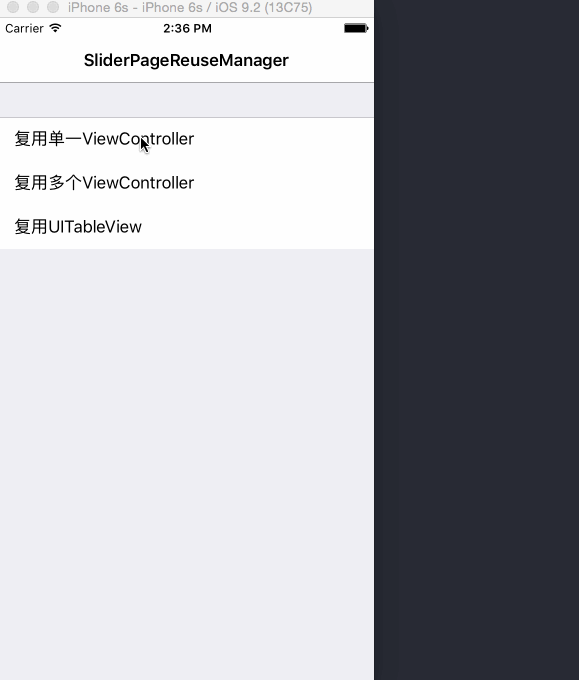 iPhone 6s - iPhone 6s / iOS 9.2 (13C75)
Carrier 2:36 PM
SliderPageReuseManager
复用单一ViewController
复用多个ViewController
复用UITableView